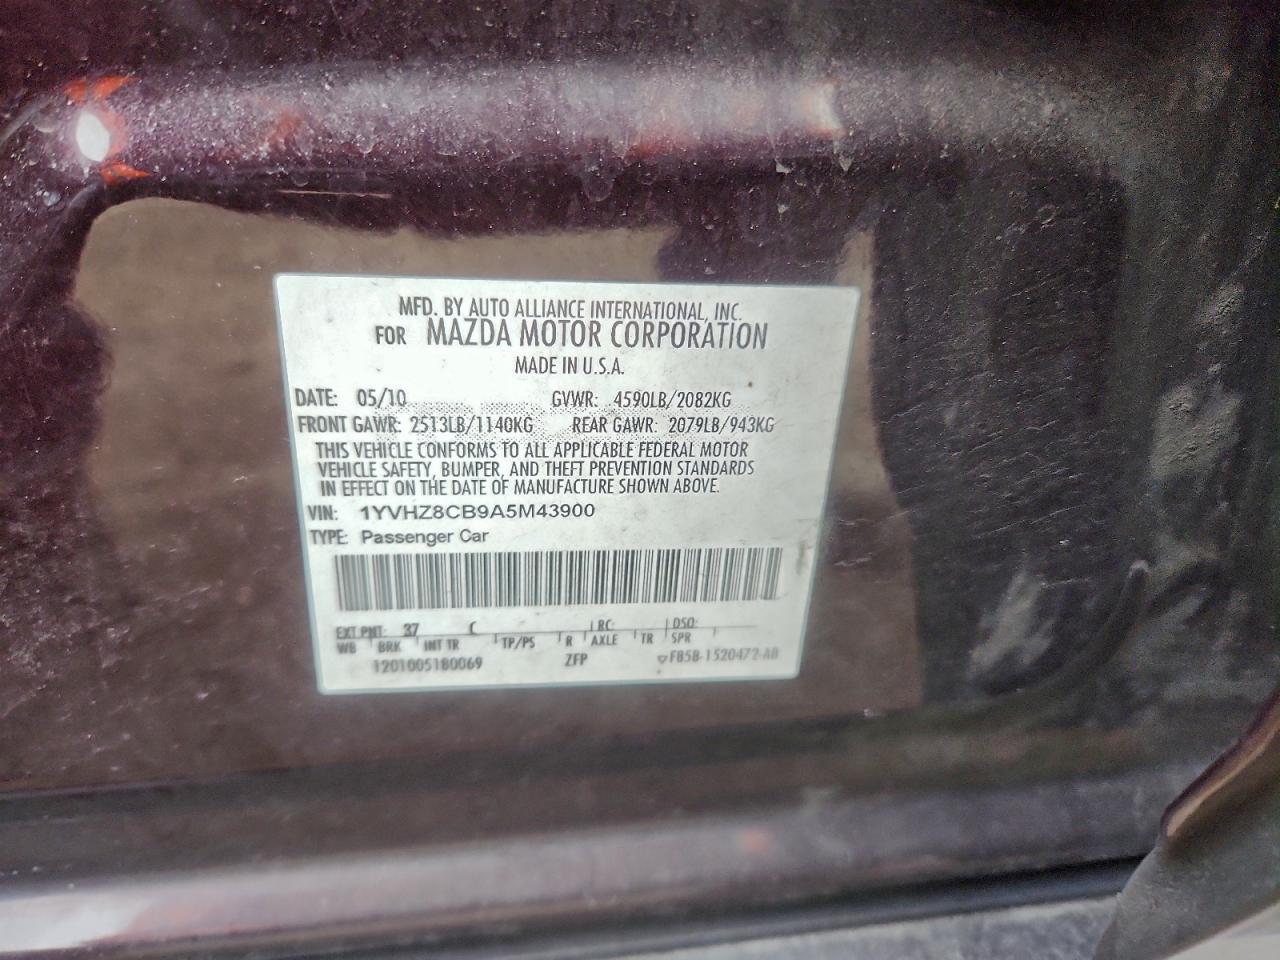 MFD. BY AUTO ALLIANCE INTERNATIONAL, INC.
FOR MAZDA MOTOR CORPORATION
MADE IN U.S.A.
DATE: 05/10 GVWR: 4590LB/2082KG
FRONT GAWR: 2513LB/1140KG REAR GAWR: 2079LB/943KG
THIS VEHICLE CONFORMS TO ALL APPLICABLE FEDERAL MOTOR
VEHICLE SAFETY, BUMPER, AND THEFT PREVENTION STANDARDS
IN EFFECT ON THE DATE OF MANUFACTURE SHOWN ABOVE.
VIN: 1YVHZ8CB9A5M43900
TYPE: Passenger Car
EXT PNT: 37 C RC: DSO:
WB BRK INT TR TP/PS R AXLE TR SPR
1201005180069 ZFP F85B-1520472-AB